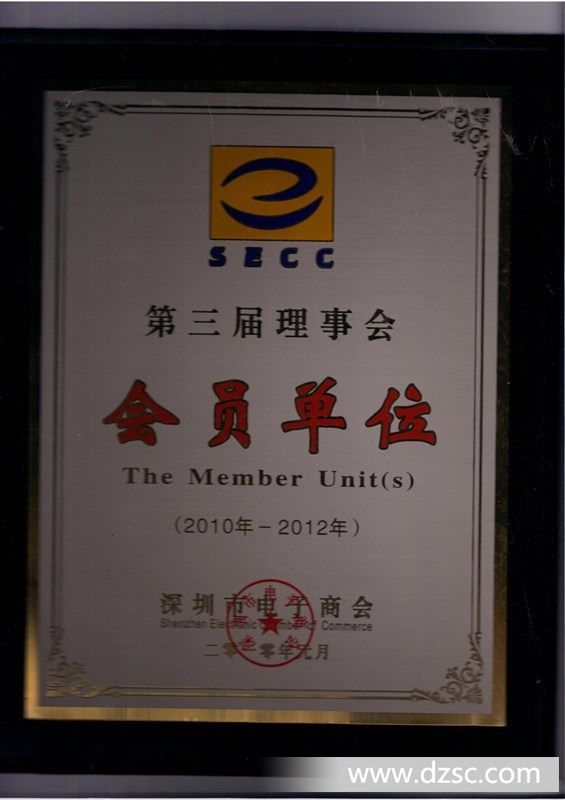 SECC
第三届理事会
会员单位
The Member Unit(s)
(2010年-2012年)
深圳市电子商会
Shenzhen Electronic Chamber of Commerce
二零一零年元月
www.dzsc.com